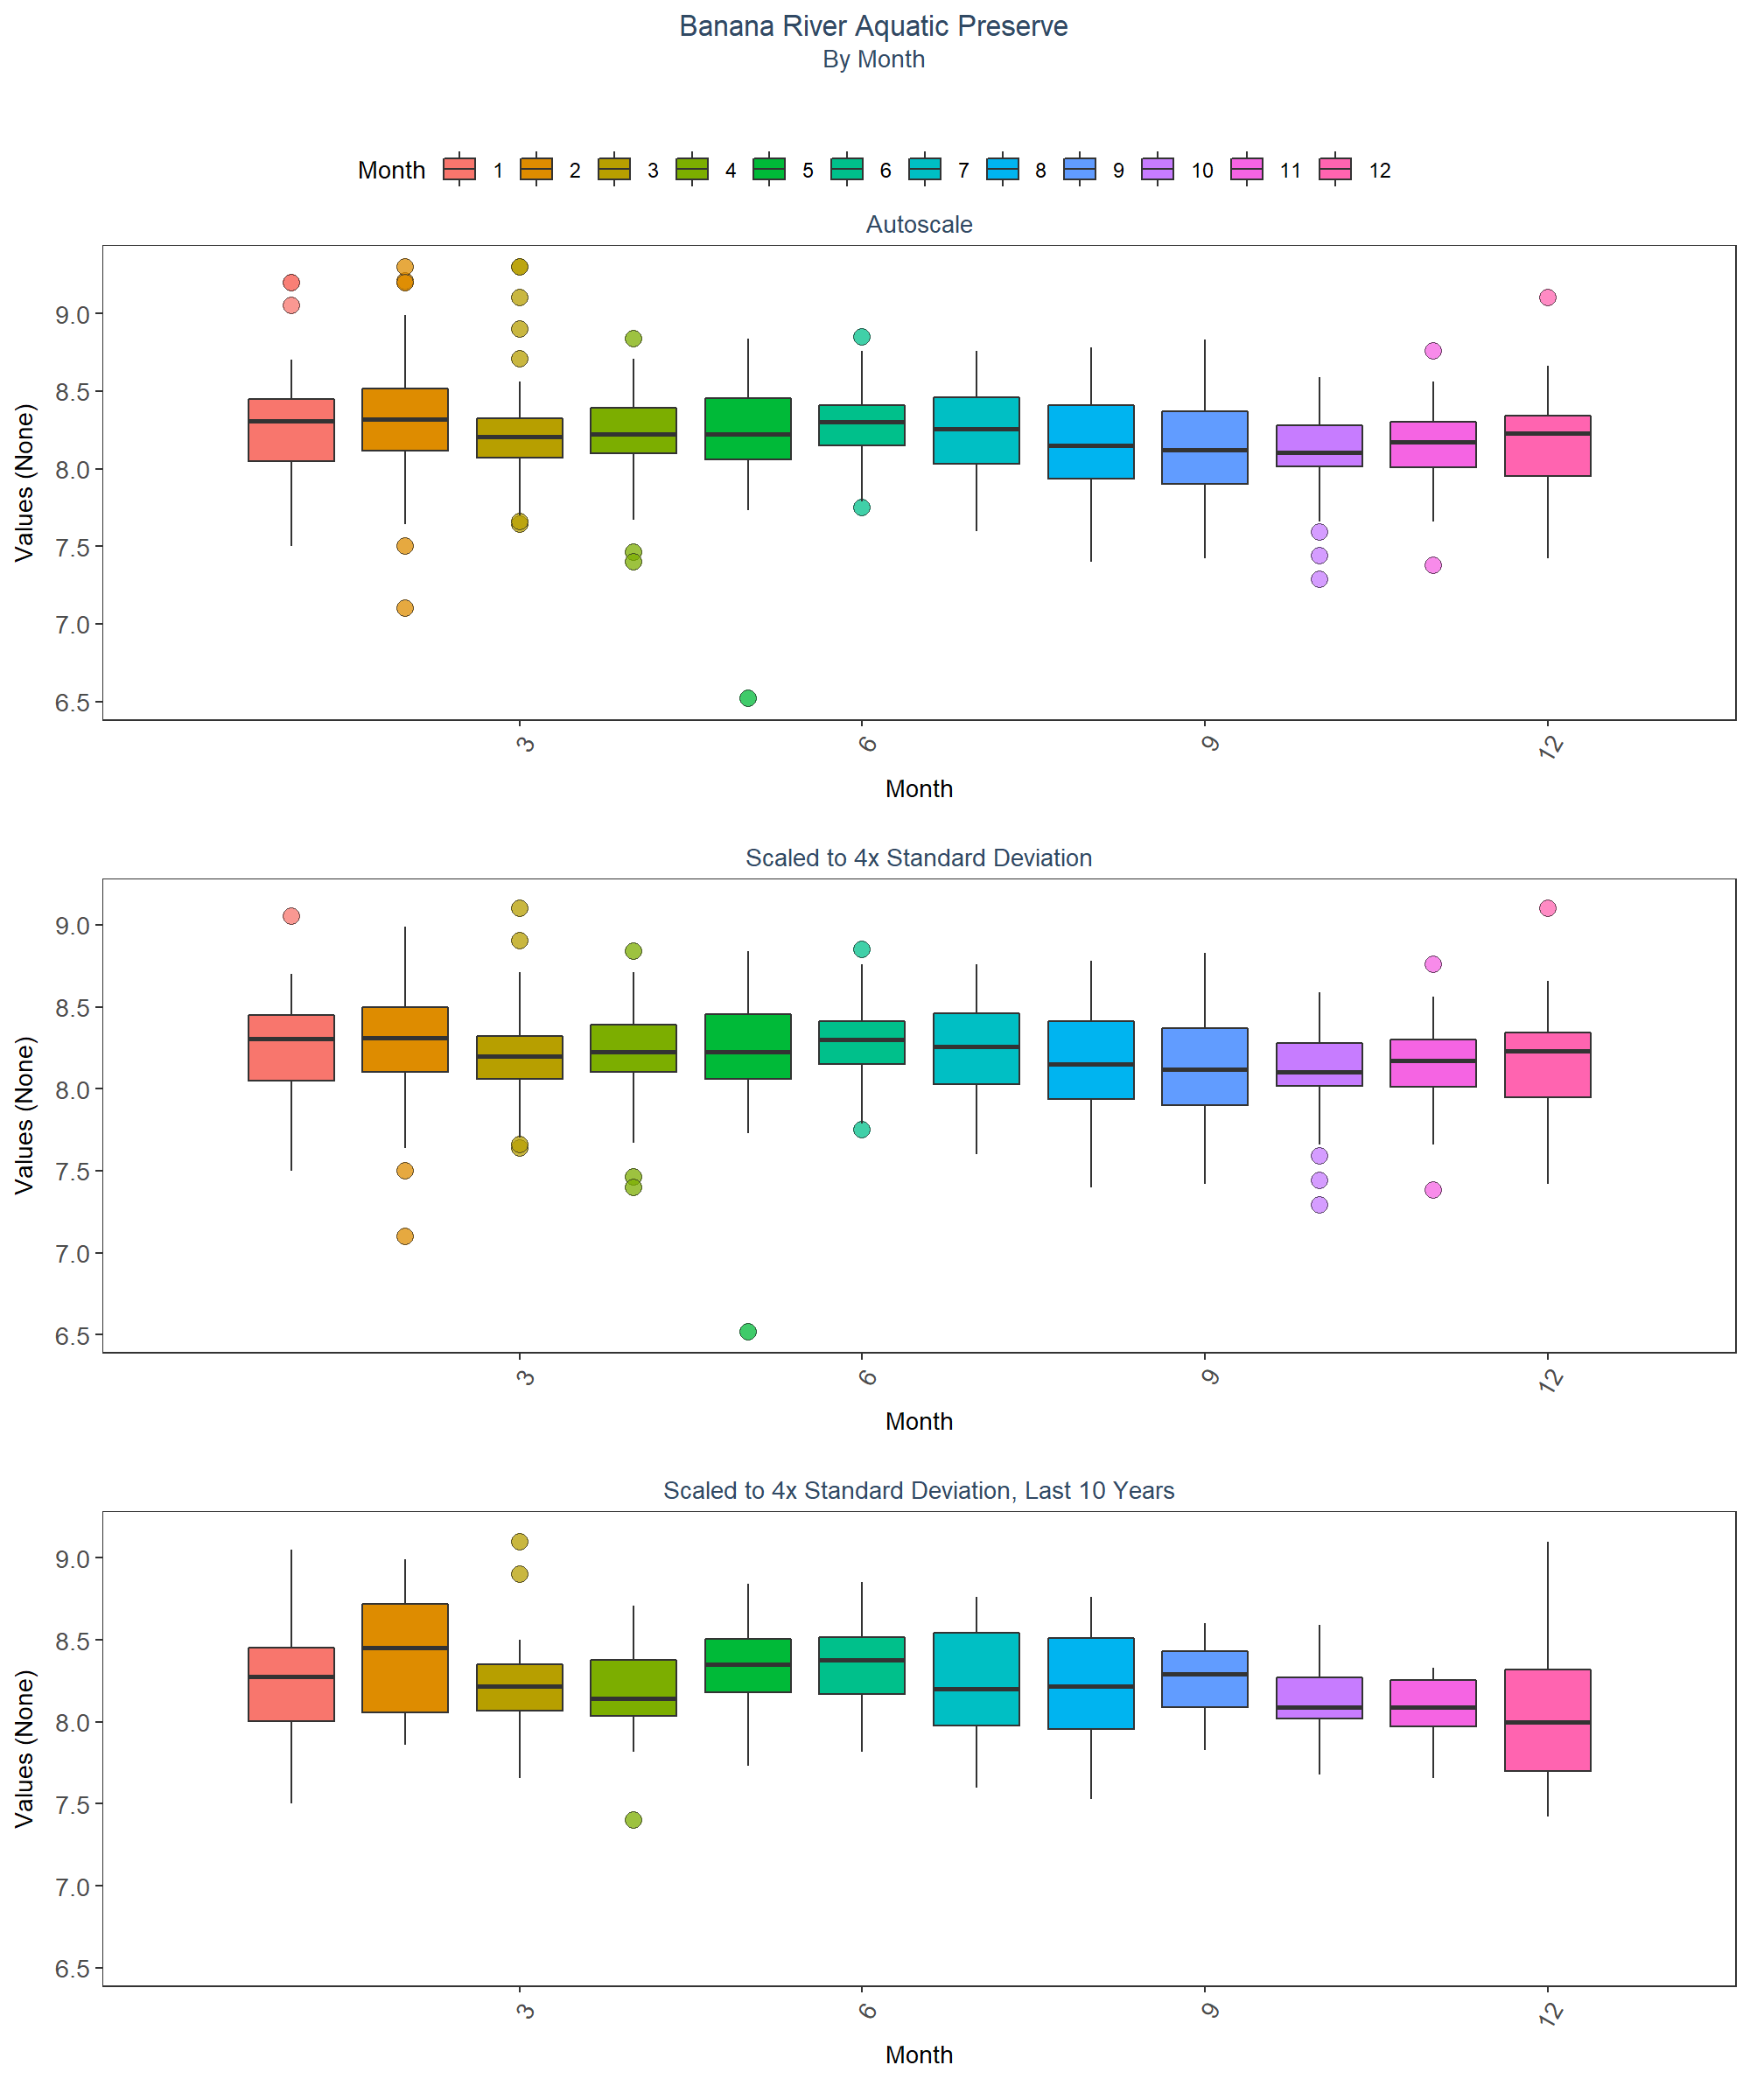 Banana River Aquatic Preserve
By Month
Month 1 2 3 4 5 6 7 8 9 10 11 12
Autoscale
Values (None)
9.0
8.5
8.0
7.5
7.0
6.5
3 6 9 12
Month
Scaled to 4x Standard Deviation
Values (None)
9.0
8.5
8.0
7.5
7.0
6.5
3 6 9 12
Month
Scaled to 4x Standard Deviation, Last 10 Years
Values (None)
9.0
8.5
8.0
7.5
7.0
6.5
3 6 9 12
Month